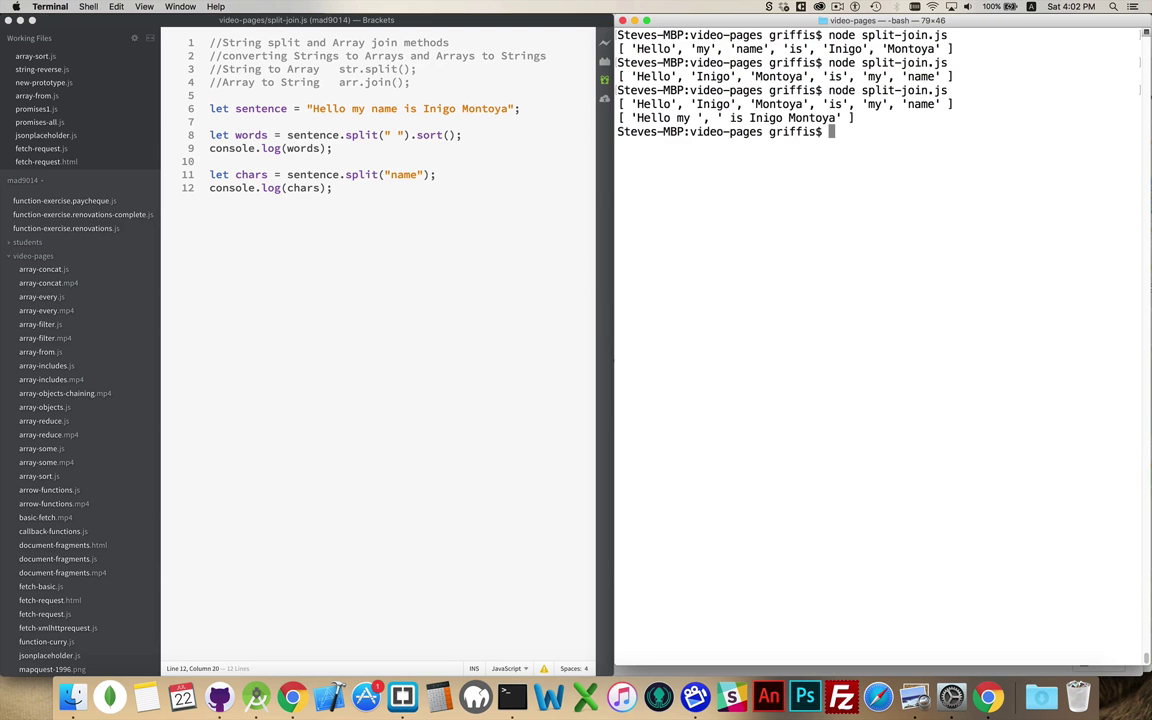 Terminal Shell Edit View Window Help
100% Sat 4:02 PM
video-pages/split-join.js (mad9014) — Brackets
video-pages — -bash — 79×46
Working Files
array-sort.js
string-reverse.js
new-prototype.js
array-from.js
promises1.js
promises-all.js
jsonplaceholder.js
fetch-request.js
fetch-request.html
mad9014
function-exercise.paycheque.js
function-exercise.renovations-complete.js
function-exercise.renovations.js
students
video-pages
array-concat.js
array-concat.mp4
array-every.js
array-every.mp4
array-filter.js
array-filter.mp4
array-from.js
array-includes.js
array-includes.mp4
array-objects-chaining.mp4
array-objects.js
array-reduce.js
array-reduce.mp4
array-some.js
array-some.mp4
array-sort.js
arrow-functions.js
arrow-functions.mp4
basic-fetch.mp4
callback-functions.js
document-fragments.html
document-fragments.js
document-fragments.mp4
fetch-basic.js
fetch-request.html
fetch-request.js
fetch-xmlhttprequest.js
function-curry.js
jsonplaceholder.js
mapquest-1996.png
1 //String split and Array join methods
2 //converting Strings to Arrays and Arrays to Strings
3 //String to Array   str.split();
4 //Array to String   arr.join();
5
6 let sentence = "Hello my name is Inigo Montoya";
7
8 let words = sentence.split(" ").sort();
9 console.log(words);
10
11 let chars = sentence.split("name");
12 console.log(chars);
Line 12, Column 20 — 12 Lines
INS JavaScript Spaces: 4
Steves-MBP:video-pages griffis$ node split-join.js
[ 'Hello', 'my', 'name', 'is', 'Inigo', 'Montoya' ]
Steves-MBP:video-pages griffis$ node split-join.js
[ 'Hello', 'Inigo', 'Montoya', 'is', 'my', 'name' ]
Steves-MBP:video-pages griffis$ node split-join.js
[ 'Hello', 'Inigo', 'Montoya', 'is', 'my', 'name' ]
[ 'Hello my ', ' is Inigo Montoya' ]
Steves-MBP:video-pages griffis$
JUL
22
An
Ps
Fz